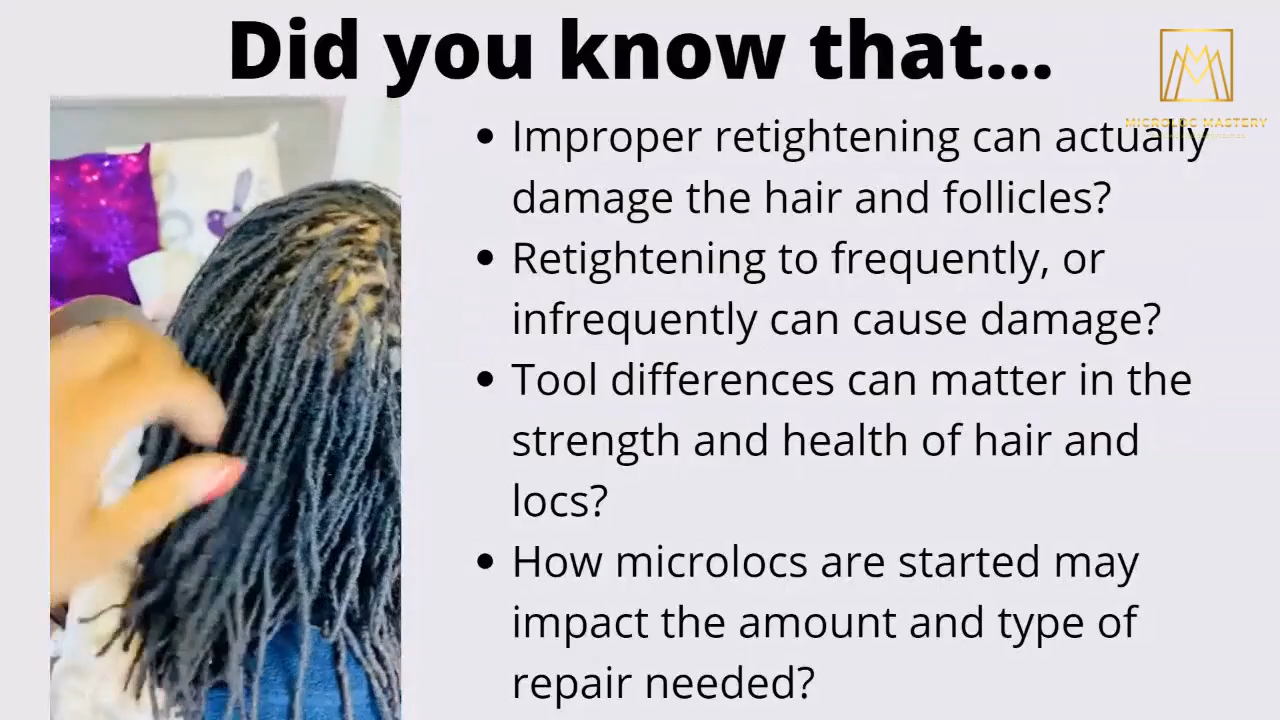 Did you know that...
MICROLOC MASTERY
• Improper retightening can actually
damage the hair and follicles?
• Retightening to frequently, or
infrequently can cause damage?
• Tool differences can matter in the
strength and health of hair and
locs?
• How microlocs are started may
impact the amount and type of
repair needed?